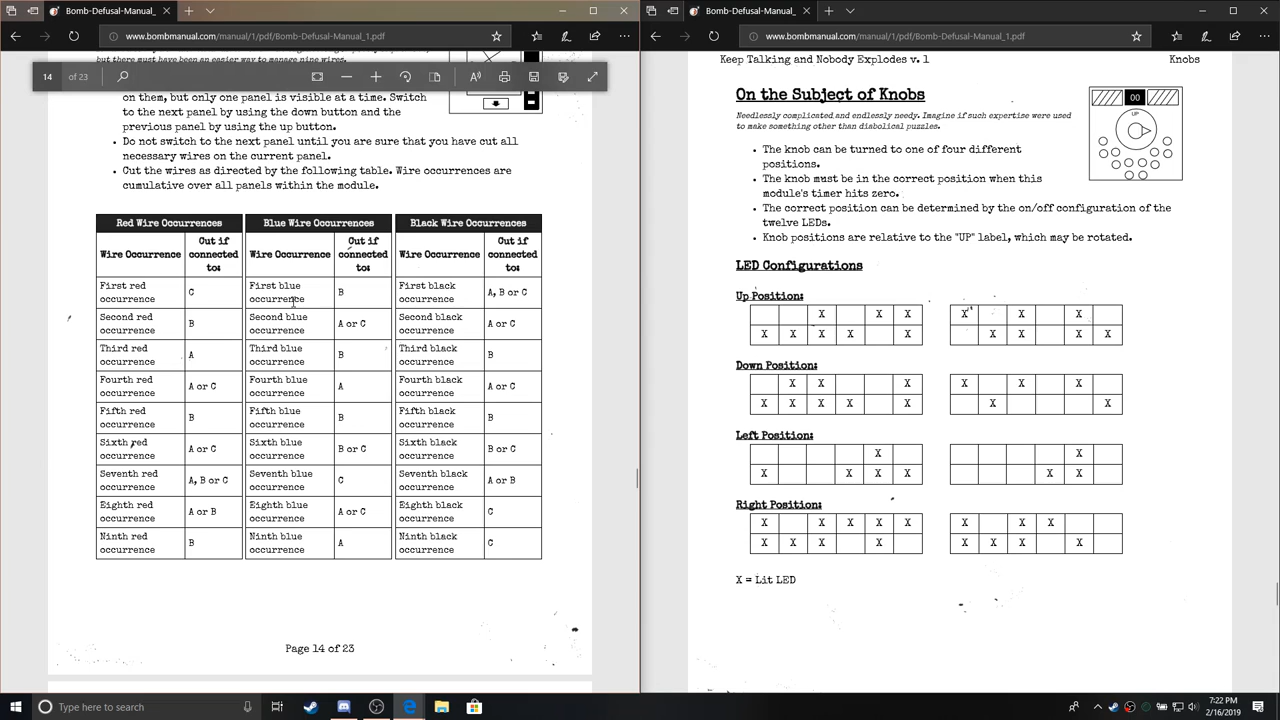 Bomb-Defusal-Manual_1.pdf
www.bombmanual.com/manual/1/pdf/Bomb-Defusal-Manual_1.pdf
but there must have been an easier way to manage nine wires.
14 of 23
on them, but only one panel is visible at a time. Switch
to the next panel by using the down button and the
previous panel by using the up button.
• Do not switch to the next panel until you are sure that you have cut all
necessary wires on the current panel.
• Cut the wires as directed by the following table. Wire occurrences are
cumulative over all panels within the module.
Red Wire Occurrences Blue Wire Occurrences Black Wire Occurrences
Wire Occurrence Cut if connected to: Wire Occurrence Cut if connected to: Wire Occurrence Cut if connected to:
First red occurrence C First blue occurrence B First black occurrence A, B or C
Second red occurrence B Second blue occurrence A or C Second black occurrence A or C
Third red occurrence A Third blue occurrence B Third black occurrence B
Fourth red occurrence A or C Fourth blue occurrence A Fourth black occurrence A or C
Fifth red occurrence B Fifth blue occurrence B Fifth black occurrence B
Sixth red occurrence A or C Sixth blue occurrence B or C Sixth black occurrence B or C
Seventh red occurrence A, B or C Seventh blue occurrence C Seventh black occurrence A or B
Eighth red occurrence A or B Eighth blue occurrence A or C Eighth black occurrence C
Ninth red occurrence B Ninth blue occurrence A Ninth black occurrence C
Page 14 of 23
Bomb-Defusal-Manual_1.pdf
www.bombmanual.com/manual/1/pdf/Bomb-Defusal-Manual_1.pdf
Keep Talking and Nobody Explodes v. 1 Knobs
On the Subject of Knobs
Needlessly complicated and endlessly needy. Imagine if such expertise were used
to make something other than diabolical puzzles.
00
UP
• The knob can be turned to one of four different
positions.
• The knob must be in the correct position when this
module's timer hits zero.
• The correct position can be determined by the on/off configuration of the
twelve LEDs.
• Knob positions are relative to the "UP" label, which may be rotated.
LED Configurations
Up Position:
X X X X X X
X X X X X X X X X
Down Position:
X X X X X X
X X X X X X X
Left Position:
X X
X X X X X X
Right Position:
X X X X X X X X
X X X X X X X X
X = Lit LED
Type here to search
7:22 PM
2/16/2019